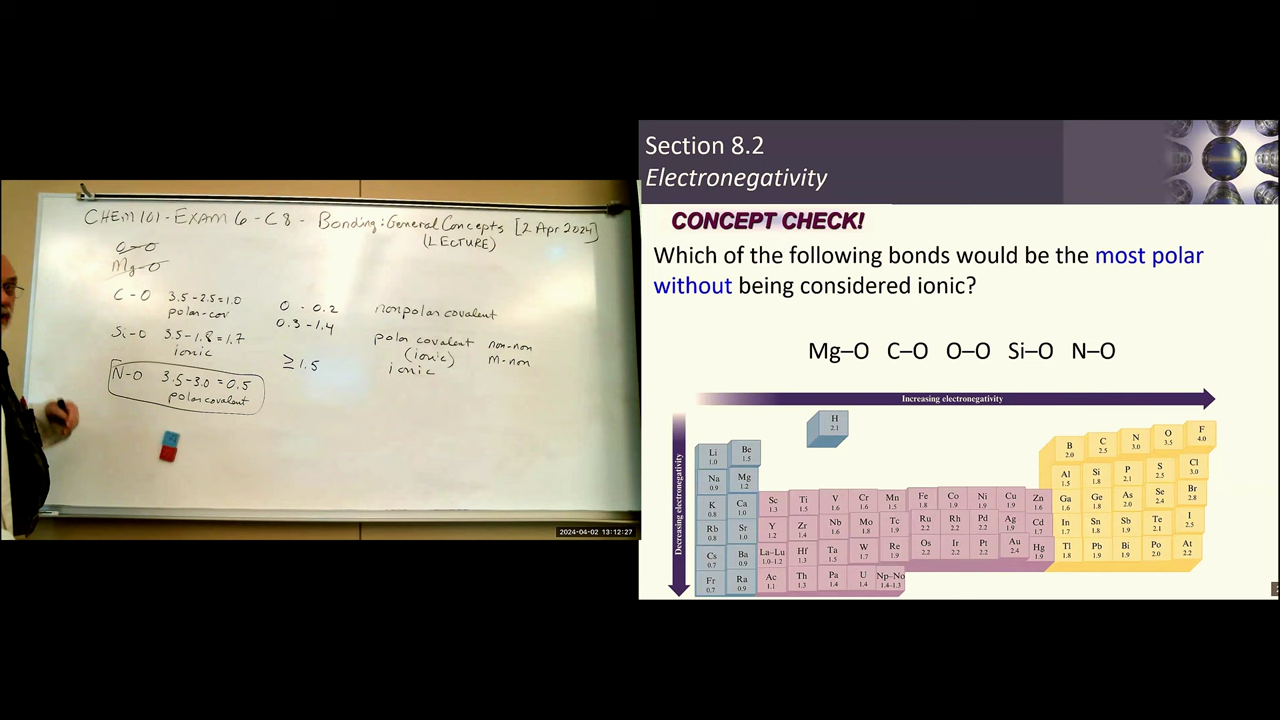 CHEM 101 - EXAM 6 - C8 - Bonding: General Concepts [2 Apr 2024]
(LECTURE)
O-O
Mg-O
C-O 3.5-2.5=1.0
polar-cov
Si-O 3.5-1.8=1.7
ionic
N-O 3.5-3.0=0.5
polar covalent
0 - 0.2 nonpolar covalent
0.3-1.4 polar covalent non-non
(ionic) M-non
≥1.5 ionic
2024-04-02 13:12:27
Section 8.2
Electronegativity
CONCEPT CHECK!
Which of the following bonds would be the most polar
without being considered ionic?
Mg–O C–O O–O Si–O N–O
Increasing electronegativity
Decreasing electronegativity
H
2.1
Li Be B C N O F
1.0 1.5 2.0 2.5 3.0 3.5 4.0
Na Mg Al Si P S Cl
0.9 1.2 1.5 1.8 2.1 2.5 3.0
K Ca Sc Ti V Cr Mn Fe Co Ni Cu Zn Ga Ge As Se Br
0.8 1.0 1.3 1.5 1.6 1.6 1.5 1.8 1.9 1.9 1.9 1.6 1.6 1.8 2.0 2.4 2.8
Rb Sr Y Zr Nb Mo Tc Ru Rh Pd Ag Cd In Sn Sb Te I
0.8 1.0 1.2 1.4 1.6 1.8 1.9 2.2 2.2 2.2 1.9 1.7 1.7 1.8 1.9 2.1 2.5
Cs Ba La–Lu Hf Ta W Re Os Ir Pt Au Hg Tl Pb Bi Po At
0.7 0.9 1.0–1.2 1.3 1.5 1.7 1.9 2.2 2.2 2.2 2.4 1.9 1.8 1.9 1.9 2.0 2.2
Fr Ra Ac Th Pa U Np–No
0.7 0.9 1.1 1.3 1.4 1.4 1.4–1.3